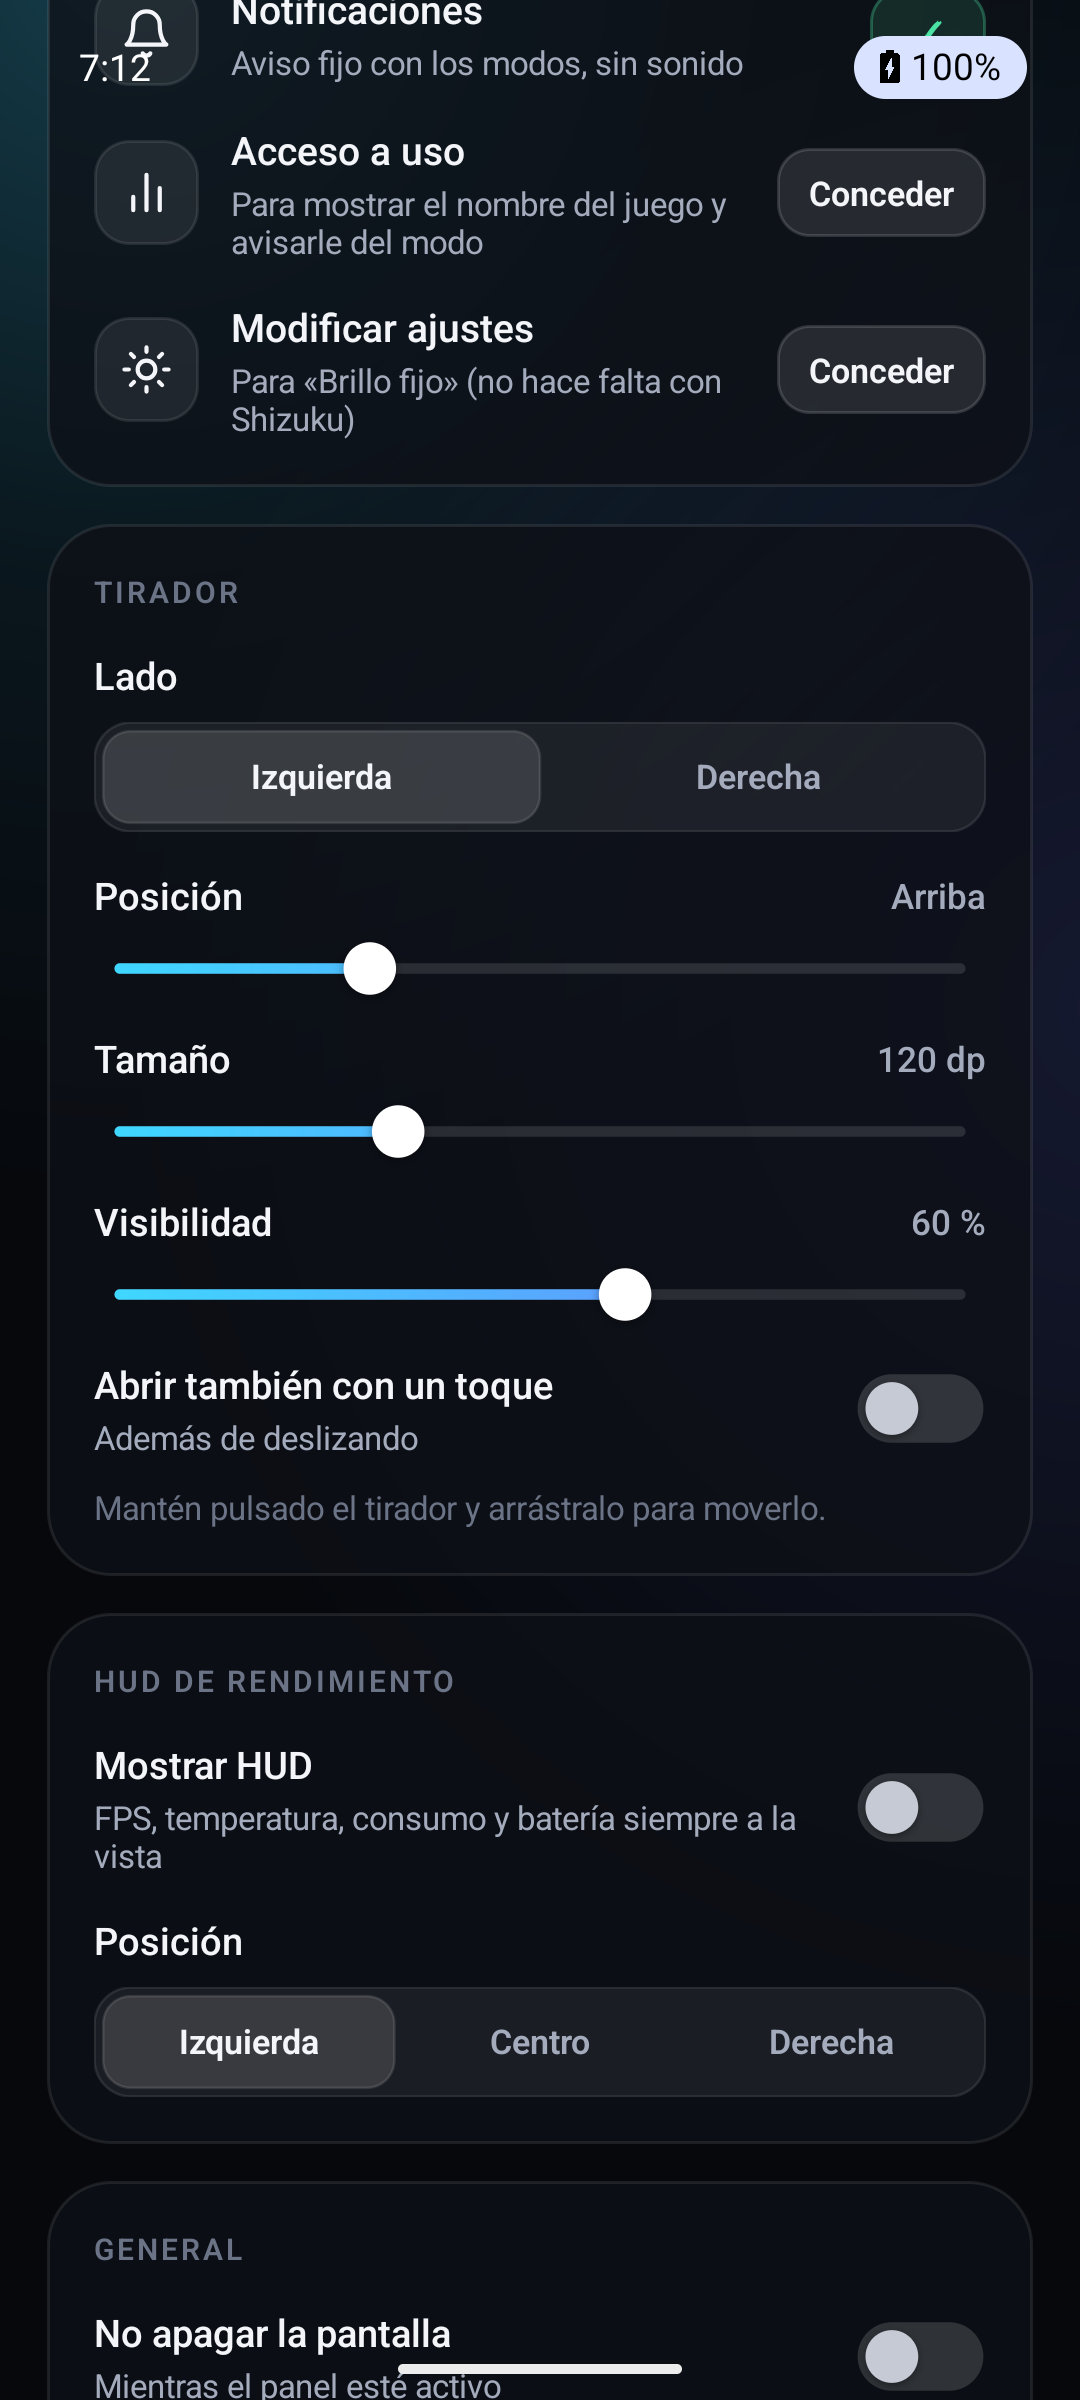 Notificaciones
7:12
Aviso fijo con los modos, sin sonido
100%
Acceso a uso
Para mostrar el nombre del juego y
avisarle del modo
Conceder
Modificar ajustes
Para «Brillo fijo» (no hace falta con
Shizuku)
Conceder
TIRADOR
Lado
Izquierda
Derecha
Posición
Arriba
Tamaño
120 dp
Visibilidad
60 %
Abrir también con un toque
Además de deslizando
Mantén pulsado el tirador y arrástralo para moverlo.
HUD DE RENDIMIENTO
Mostrar HUD
FPS, temperatura, consumo y batería siempre a la
vista
Posición
Izquierda
Centro
Derecha
GENERAL
No apagar la pantalla
Mientras el panel esté activo